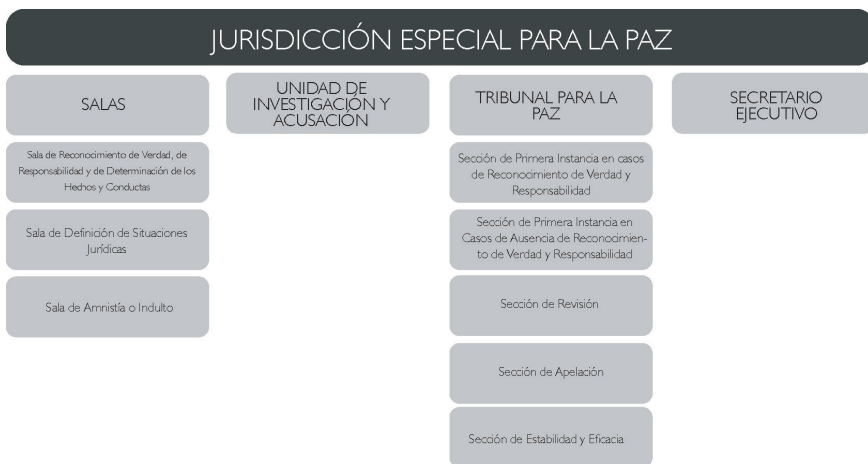 JURISDICCIÓN ESPECIAL PARA LA PAZ
SALAS
Sala de Reconocimiento de Verdad, de
Responsabilidad y de Determinación de los
Hechos y Conductas
Sala de Definición de Situaciones
Jurídicas
Sala de Amnistía o Indulto
UNIDAD DE
INVESTIGACIÓN Y
ACUSACIÓN
TRIBUNAL PARA LA
PAZ
Sección de Primera Instancia en casos
de Reconocimiento de Verdad y
Responsabilidad
Sección de Primera Instancia en
Casos de Ausencia de Reconocimien-
to de Verdad y Responsabilidad
Sección de Revisión
Sección de Apelación
Sección de Estabilidad y Eficacia
SECRETARIO
EJECUTIVO